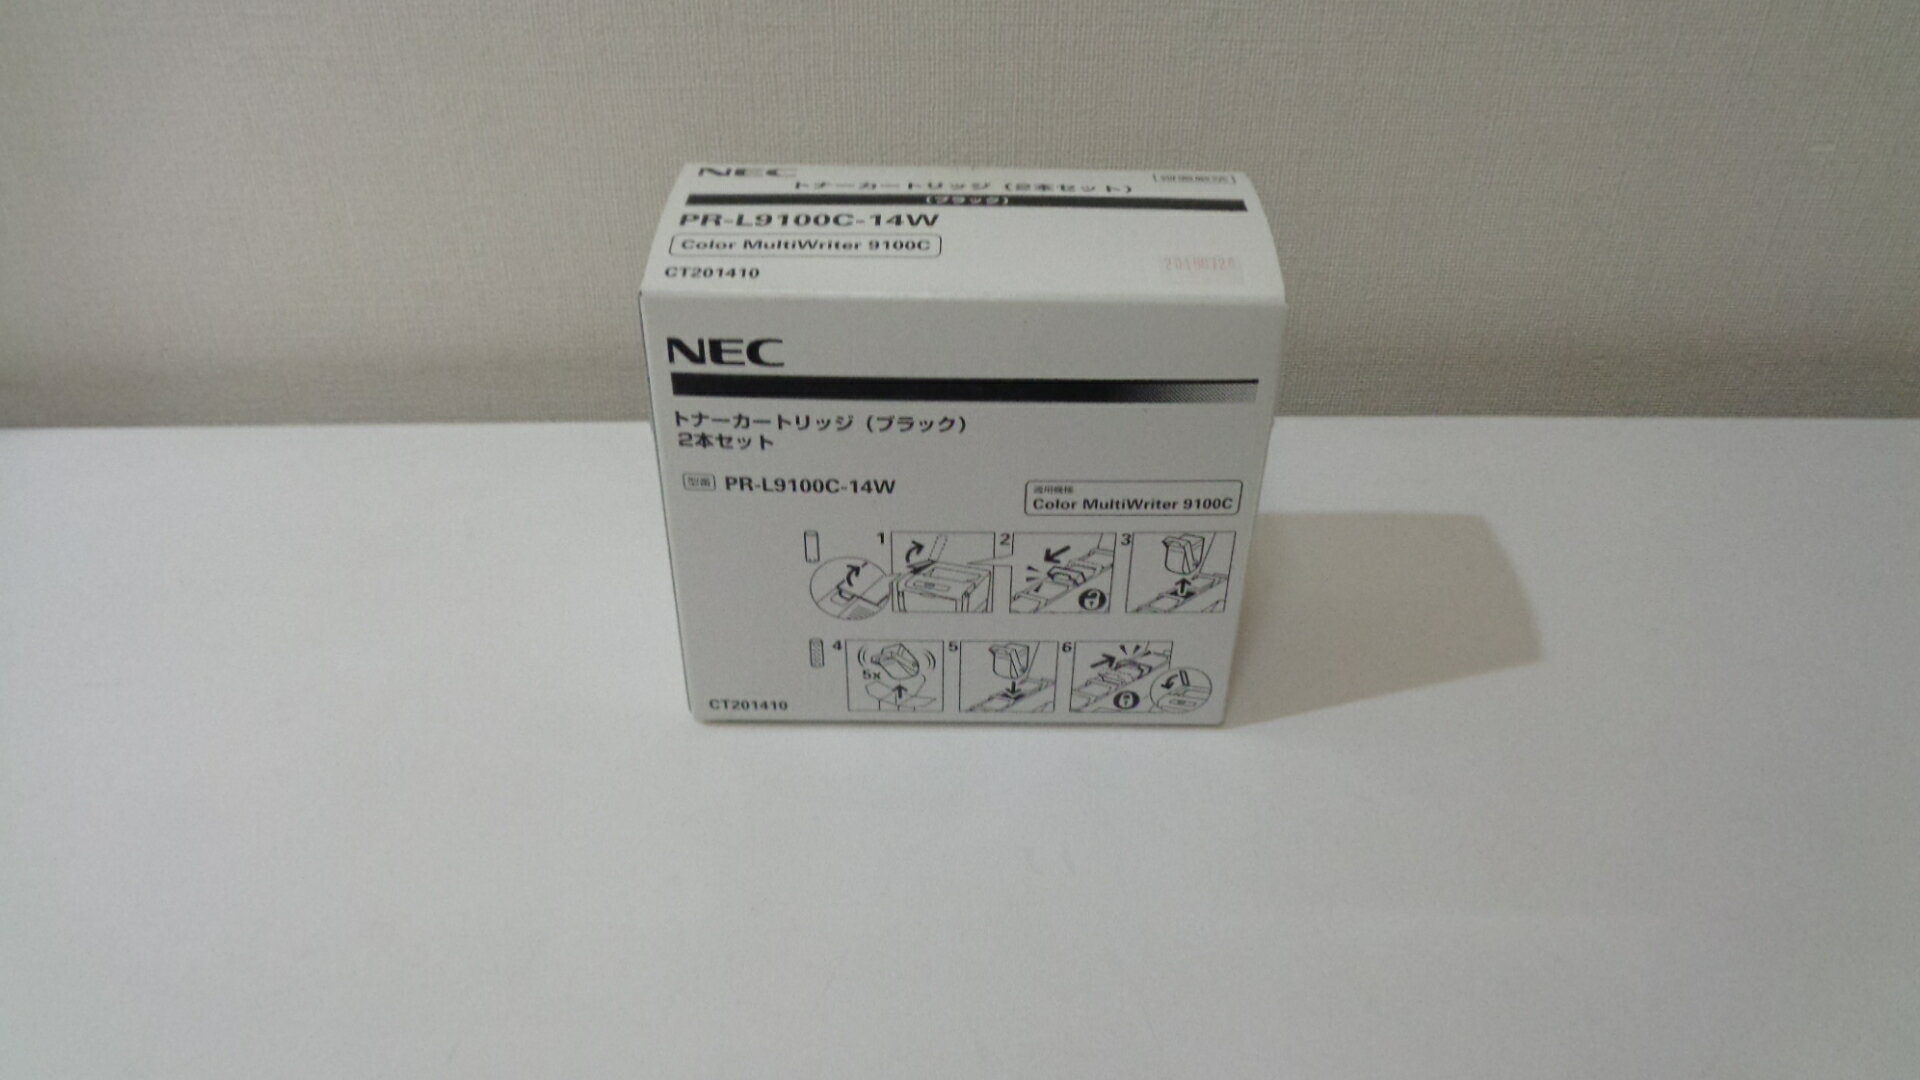 NEC
トナーカートリッジ（2本セット）
（ブラック）
PR-L9100C-14W
Color MultiWriter 9100C
CT201410
NEC
トナーカートリッジ（ブラック）
2本セット
型番 PR-L9100C-14W
適用機種
Color MultiWriter 9100C
1 2 3
4 5x 5 6
CT201410